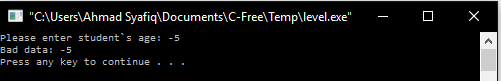 "C:\Users\Ahmad Syafiq\Documents\C-Free\Temp\level.exe"
Please enter student`s age: -5
Bad data: -5
Press any key to continue . . .